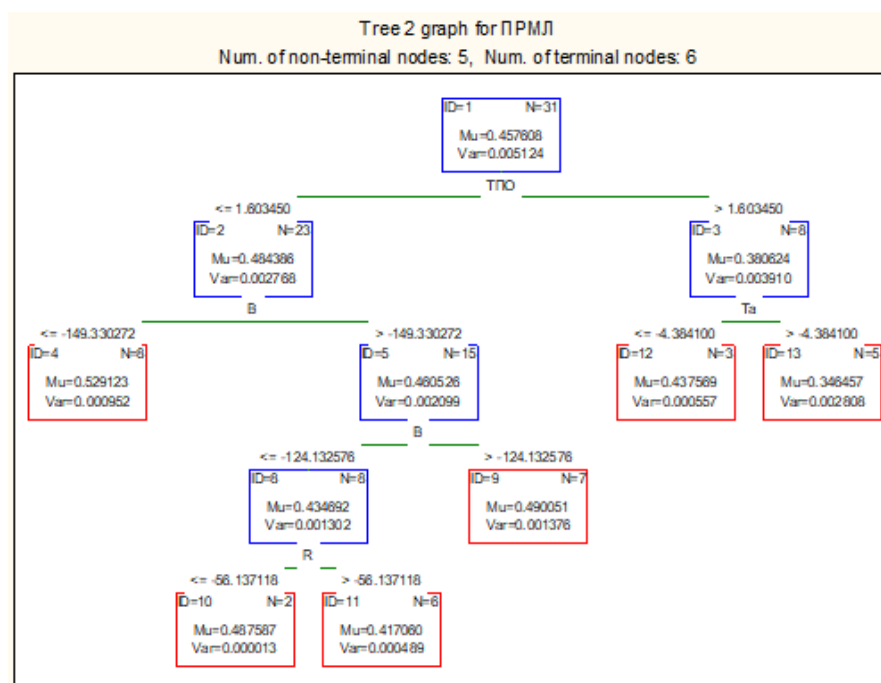 Tree 2 graph for ПРМЛ
Num. of non-terminal nodes: 5, Num. of terminal nodes: 6
ID=1 N=31
Mu=0.457608
Var=0.005124
ТПО
<= 1.603450 > 1.603450
ID=2 N=23 ID=3 N=8
Mu=0.484386 Mu=0.380624
Var=0.002768 Var=0.003910
B Ta
<= -149.330272 > -149.330272 <= -4.384100 > -4.384100
ID=4 N=8 ID=5 N=15 ID=12 N=3 ID=13 N=5
Mu=0.529123 Mu=0.460526 Mu=0.437569 Mu=0.346457
Var=0.000952 Var=0.002099 Var=0.000557 Var=0.002808
B
<= -124.132576 > -124.132576
ID=8 N=8 ID=9 N=7
Mu=0.434692 Mu=0.490051
Var=0.001302 Var=0.001376
R
<= -56.137118 > -56.137118
ID=10 N=2 ID=11 N=6
Mu=0.487587 Mu=0.417060
Var=0.000013 Var=0.000489